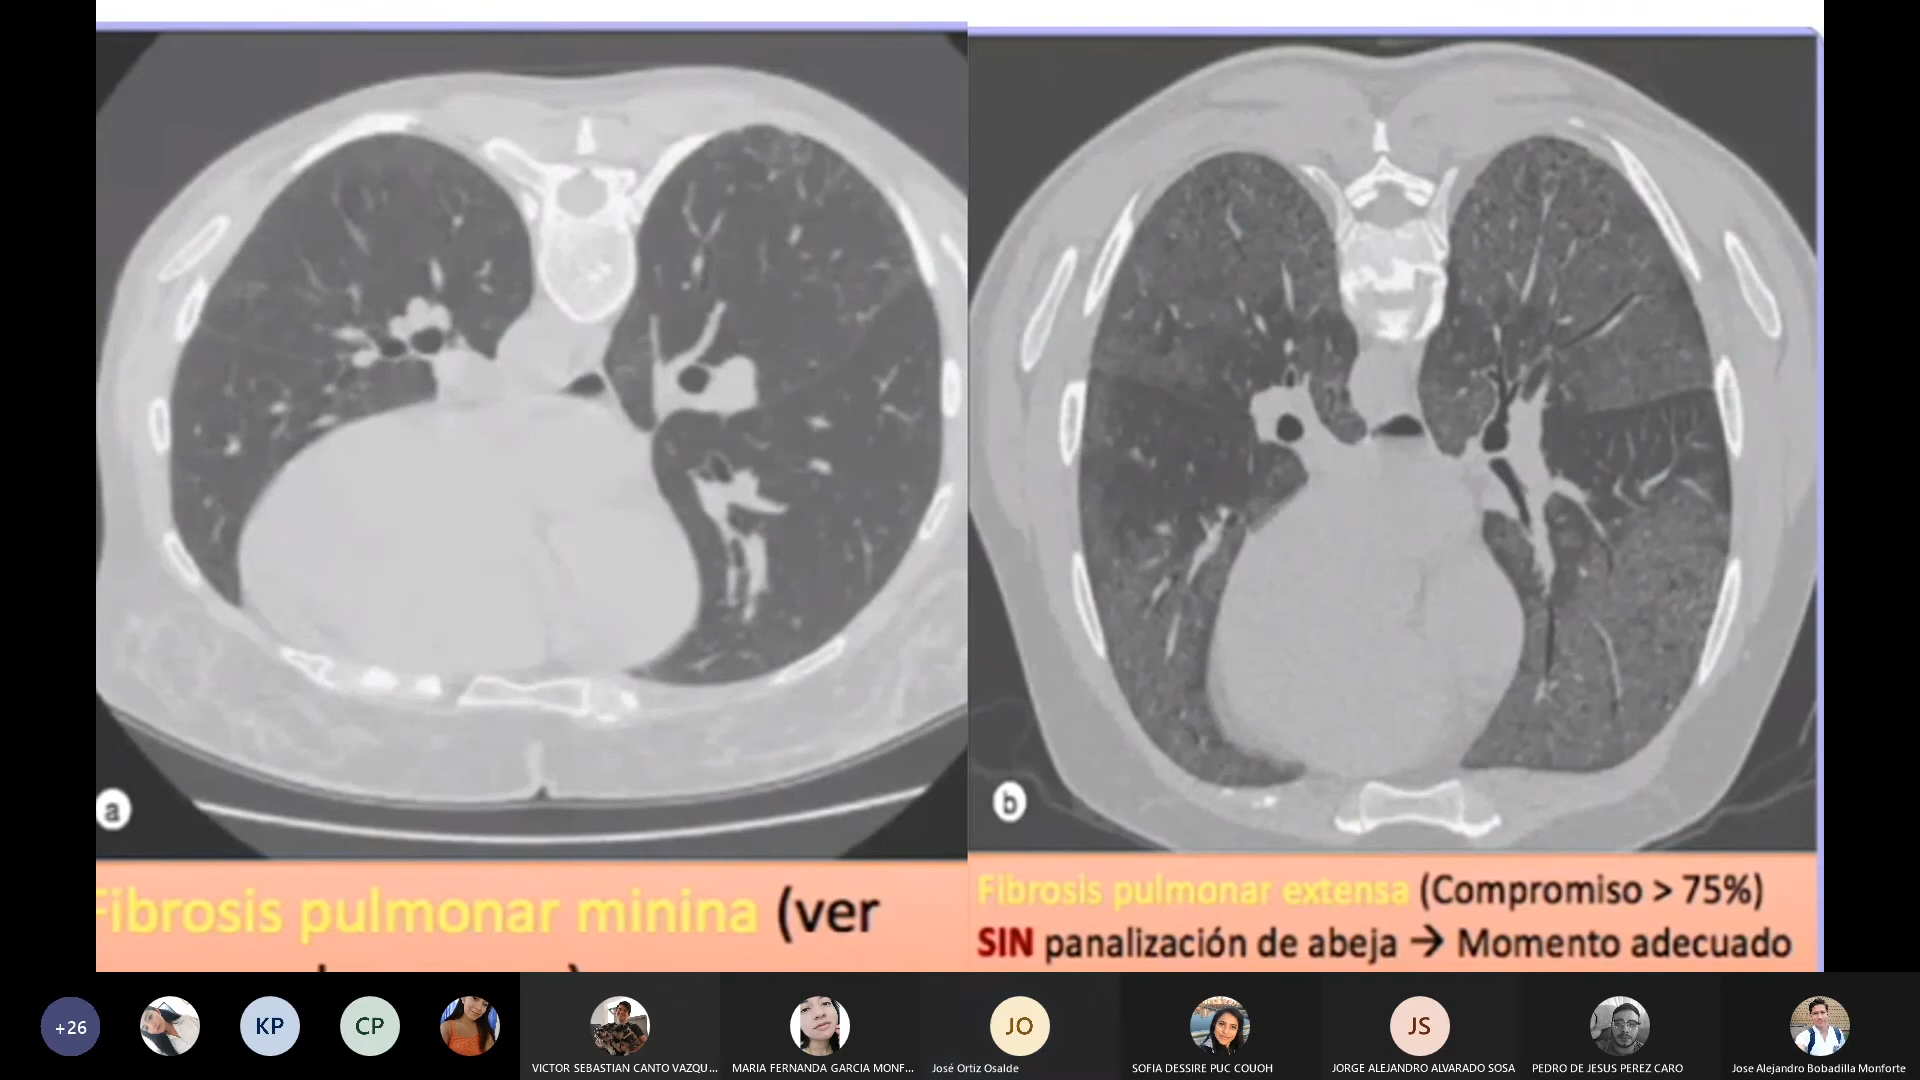 a
b
Fibrosis pulmonar minina (ver
Fibrosis pulmonar extensa (Compromiso > 75%)
SIN panalización de abeja → Momento adecuado
+26
KP
CP
JO
JS
VICTOR SEBASTIAN CANTO VAZQU...
MARIA FERNANDA GARCIA MONF...
José Ortiz Osalde
SOFIA DESSIRE PUC COUOH
JORGE ALEJANDRO ALVARADO SOSA
PEDRO DE JESUS PEREZ CARO
Jose Alejandro Bobadilla Monforte